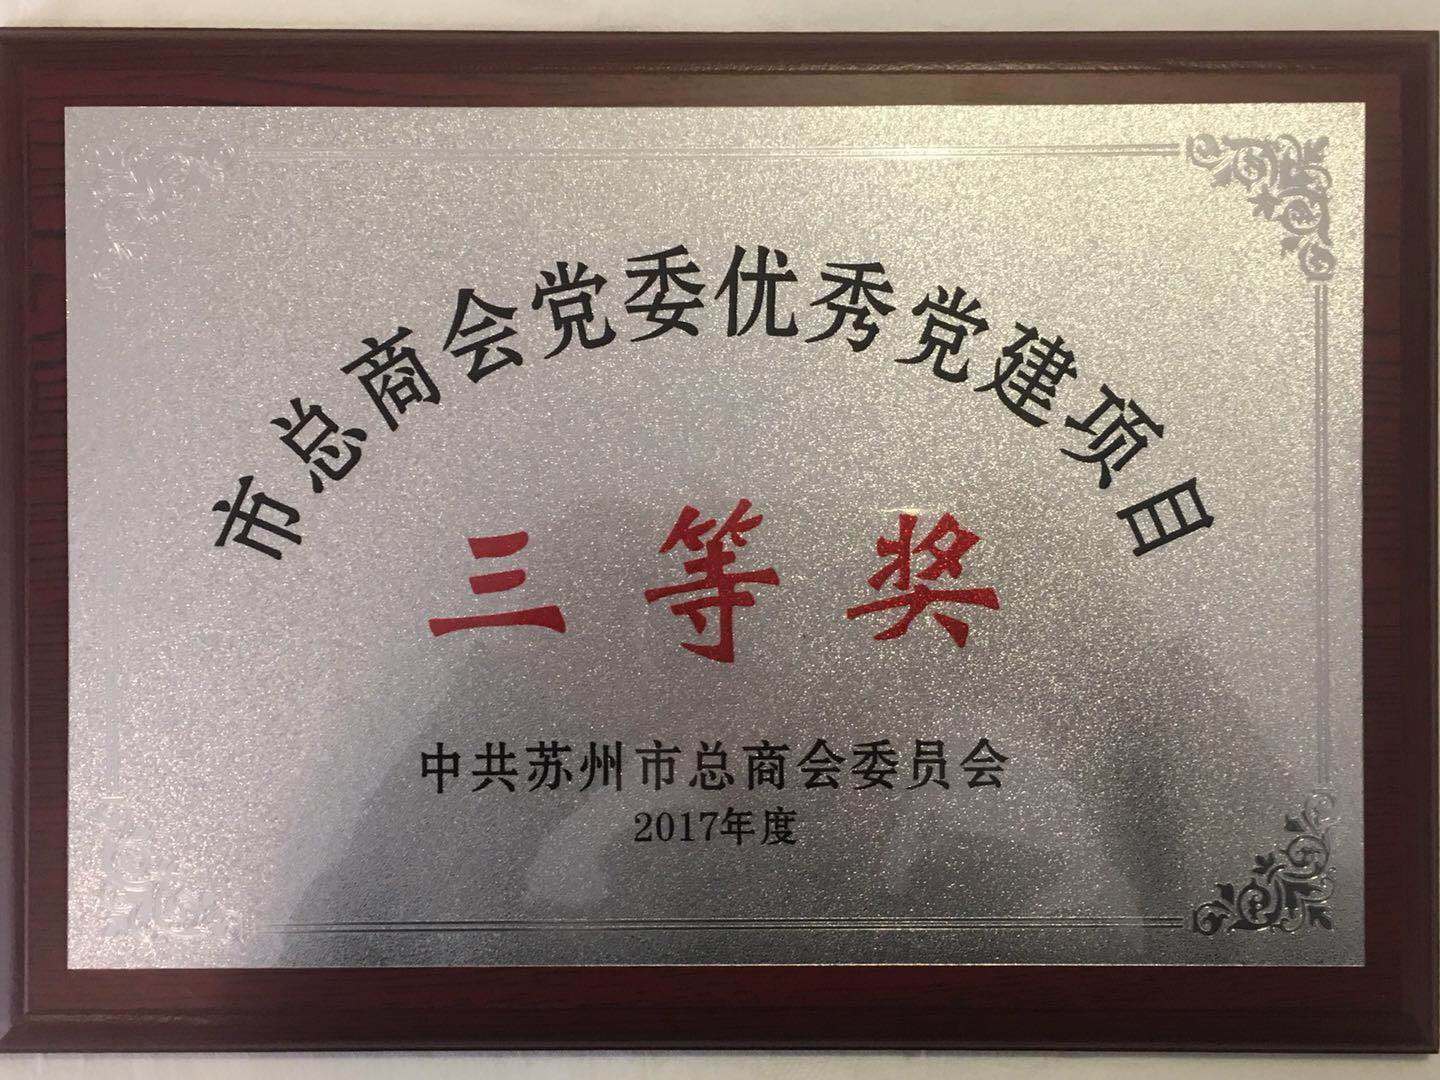 市总商会党委优秀党建项目
三等奖
中共苏州市总商会委员会
2017年度